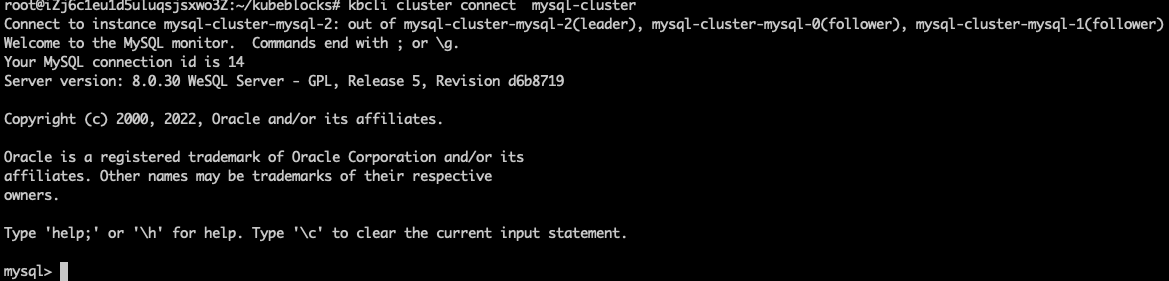 root@iZj6c1eu1d5uluqsjsxwo3Z:~/kubeblocks# kbcli cluster connect  mysql-cluster
Connect to instance mysql-cluster-mysql-2: out of mysql-cluster-mysql-2(leader), mysql-cluster-mysql-0(follower), mysql-cluster-mysql-1(follower)
Welcome to the MySQL monitor.  Commands end with ; or \g.
Your MySQL connection id is 14
Server version: 8.0.30 WeSQL Server - GPL, Release 5, Revision d6b8719

Copyright (c) 2000, 2022, Oracle and/or its affiliates.

Oracle is a registered trademark of Oracle Corporation and/or its
affiliates. Other names may be trademarks of their respective
owners.

Type 'help;' or '\h' for help. Type '\c' to clear the current input statement.

mysql>